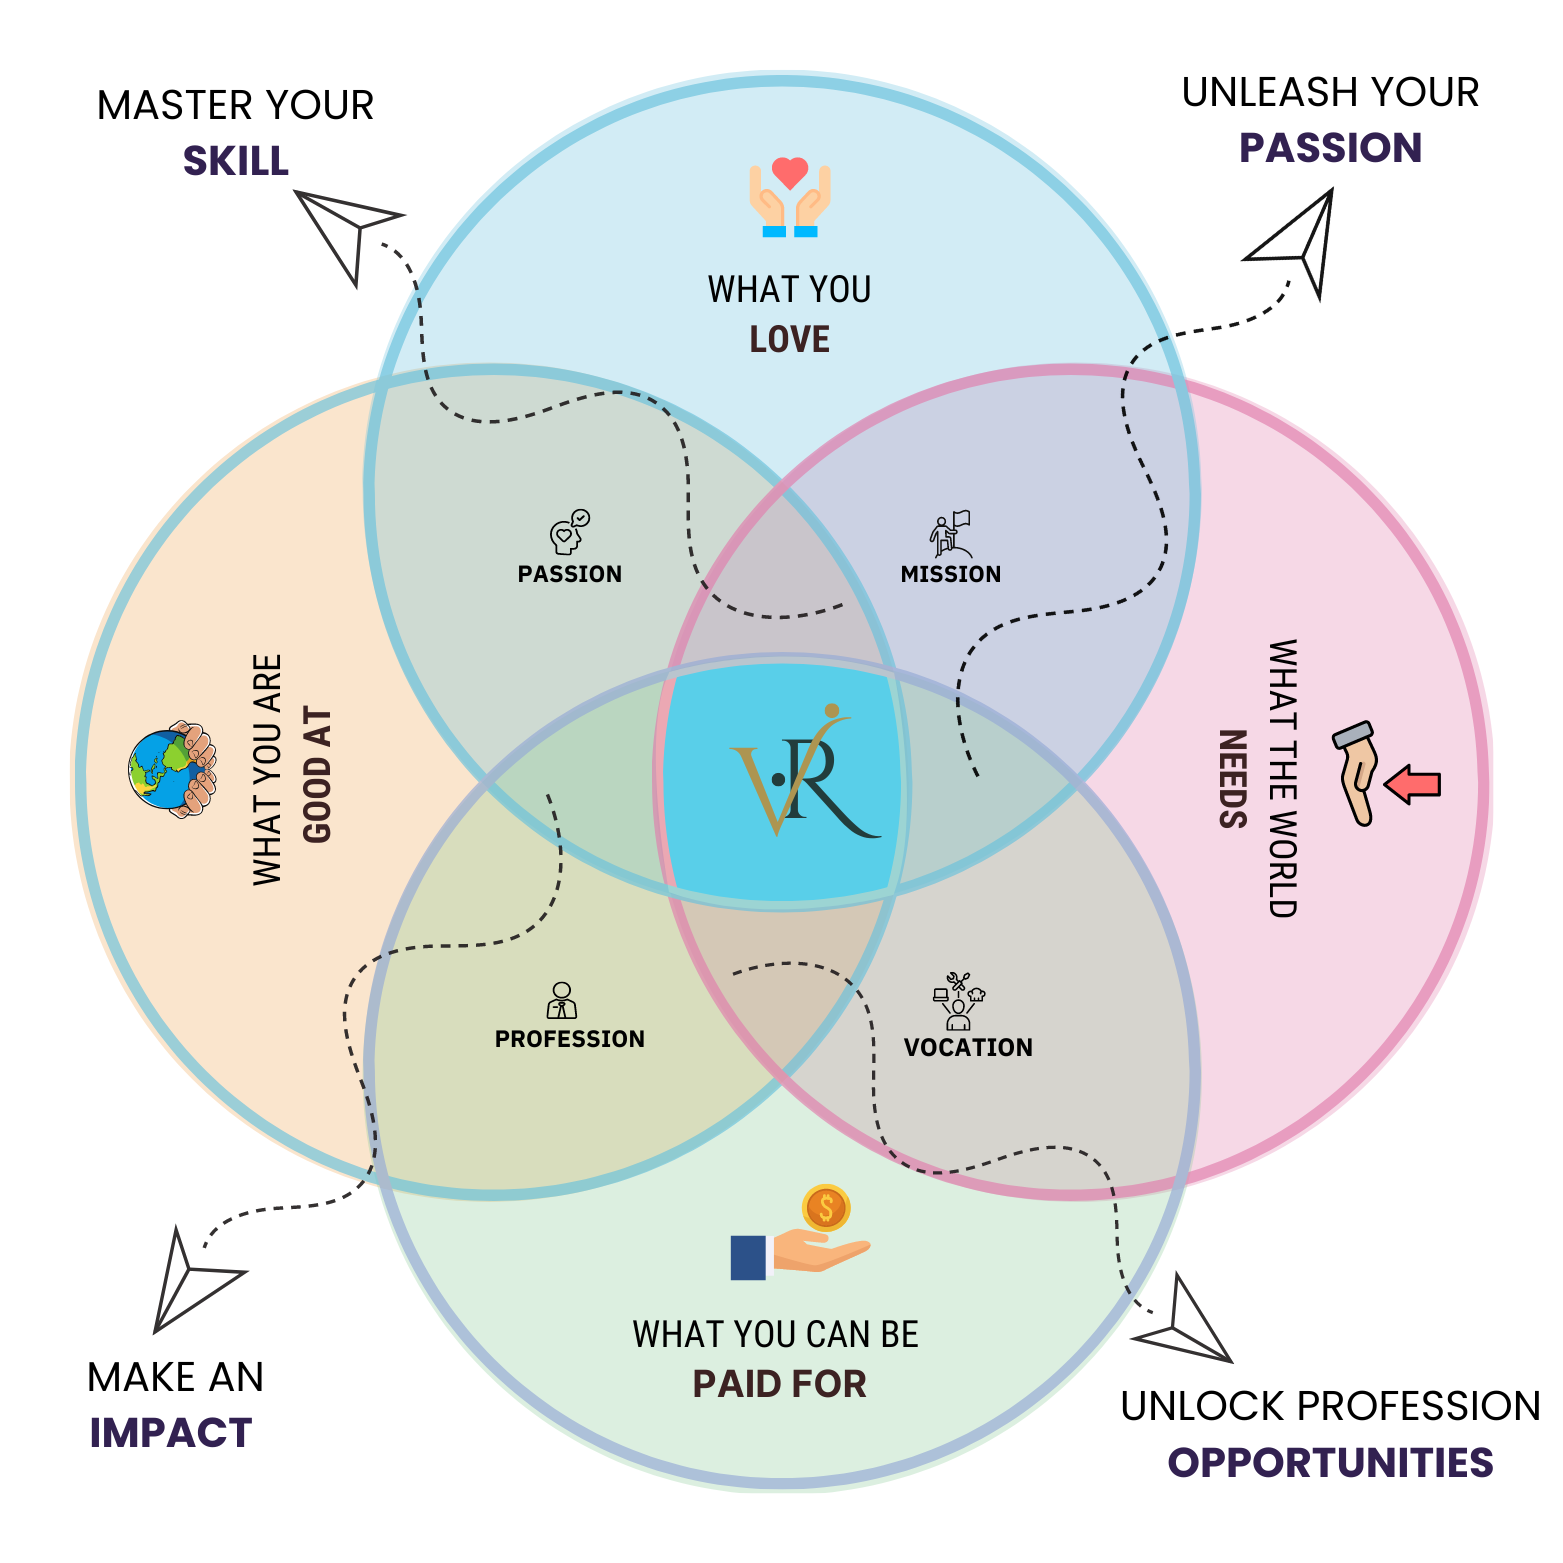 MASTER YOUR
SKILL
UNLEASH YOUR
PASSION
WHAT YOU
LOVE
PASSION
MISSION
WHAT YOU ARE
GOOD AT
VR
WHAT THE WORLD
NEEDS
PROFESSION
VOCATION
$
WHAT YOU CAN BE
PAID FOR
MAKE AN
IMPACT
UNLOCK PROFESSION
OPPORTUNITIES